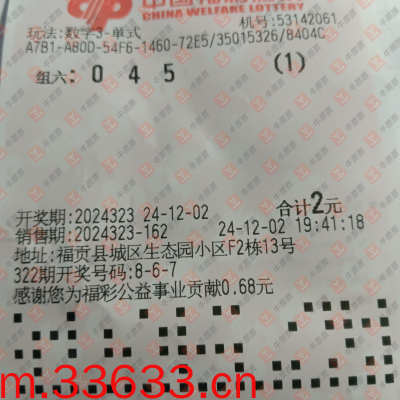 CHINA WELFARE LOTTERY
玩法:数字3-单式 机号:53142061
A7B1-A80D-54F6-1460-72E5/35015326/8404C
组六: 0 4 5 (1)
开奖期:2024323 24-12-02 合计2元
销售期:2024323-162 24-12-02 19:41:18
地址:福贡县城区生态园小区F2栋13号
322期开奖号码:8-6-7
感谢您为福彩公益事业贡献0.68元
m.33633.cn